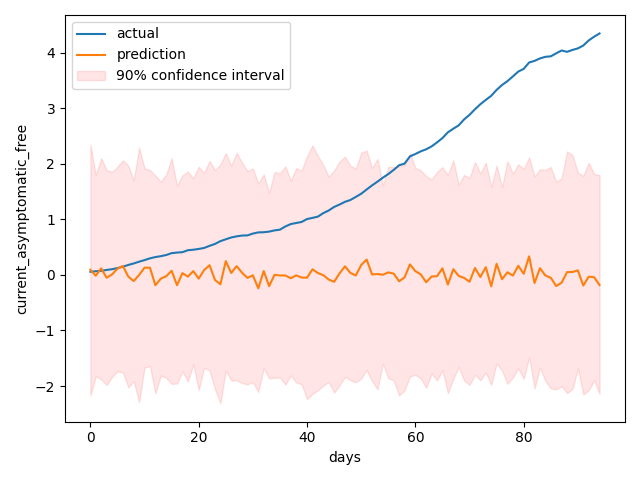 actual
prediction
90% confidence interval
current_asymptomatic_free
4
3
2
1
0
−1
−2
0
20
40
60
80
days